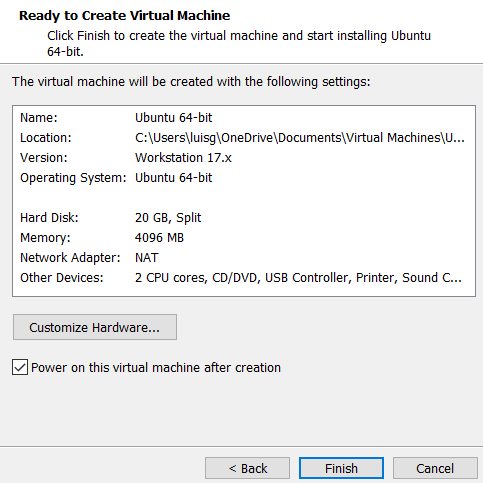 Ready to Create Virtual Machine
Click Finish to create the virtual machine and start installing Ubuntu
64-bit.
The virtual machine will be created with the following settings:
Name: Ubuntu 64-bit
Location: C:\Users\luisg\OneDrive\Documents\Virtual Machines\U...
Version: Workstation 17.x
Operating System: Ubuntu 64-bit
Hard Disk: 20 GB, Split
Memory: 4096 MB
Network Adapter: NAT
Other Devices: 2 CPU cores, CD/DVD, USB Controller, Printer, Sound C...
Customize Hardware...
Power on this virtual machine after creation
< Back Finish Cancel